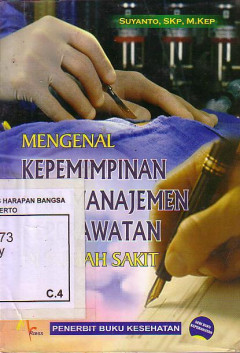 SUYANTO, SKP, M.KEP
MENGENAL
KEPEMIMPINAN
MANAJEMEN
AWATAN
AH SAKIT
S HARAPAN BANGSA
ERTO
73
y
C.4
PENERBIT BUKU KESEHATAN